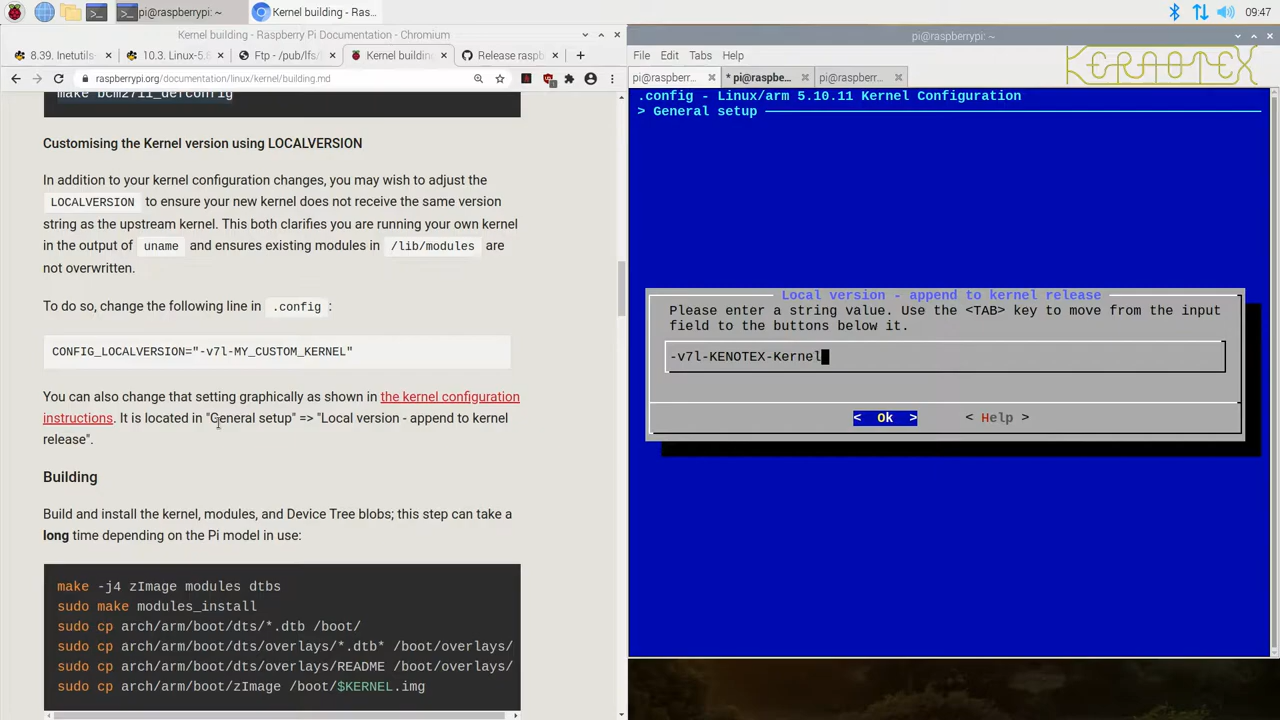 pi@raspberrypi: ~
Kernel building - Ras...
09:47
Kernel building - Raspberry Pi Documentation - Chromium
8.39. Inetutils-
10.3. Linux-5.
Ftp - /pub/lfs/
Kernel building
Release raspb
raspberrypi.org/documentation/linux/kernel/building.md
make bcm2711_defconfig
Customising the Kernel version using LOCALVERSION
In addition to your kernel configuration changes, you may wish to adjust the
LOCALVERSION to ensure your new kernel does not receive the same version
string as the upstream kernel. This both clarifies you are running your own kernel
in the output of uname and ensures existing modules in /lib/modules are
not overwritten.
To do so, change the following line in .config :
CONFIG_LOCALVERSION="-v7l-MY_CUSTOM_KERNEL"
You can also change that setting graphically as shown in the kernel configuration
instructions. It is located in "General setup" => "Local version - append to kernel
release".
Building
Build and install the kernel, modules, and Device Tree blobs; this step can take a
long time depending on the Pi model in use:
make -j4 zImage modules dtbs
sudo make modules_install
sudo cp arch/arm/boot/dts/*.dtb /boot/
sudo cp arch/arm/boot/dts/overlays/*.dtb* /boot/overlays/
sudo cp arch/arm/boot/dts/overlays/README /boot/overlays/
sudo cp arch/arm/boot/zImage /boot/$KERNEL.img
pi@raspberrypi: ~
File Edit Tabs Help
KENOTEX
pi@raspberr...
* pi@raspbe...
pi@raspberr...
.config - Linux/arm 5.10.11 Kernel Configuration
> General setup
Local version - append to kernel release
Please enter a string value. Use the <TAB> key to move from the input
field to the buttons below it.
-v7l-KENOTEX-Kernel
< Ok > < Help >